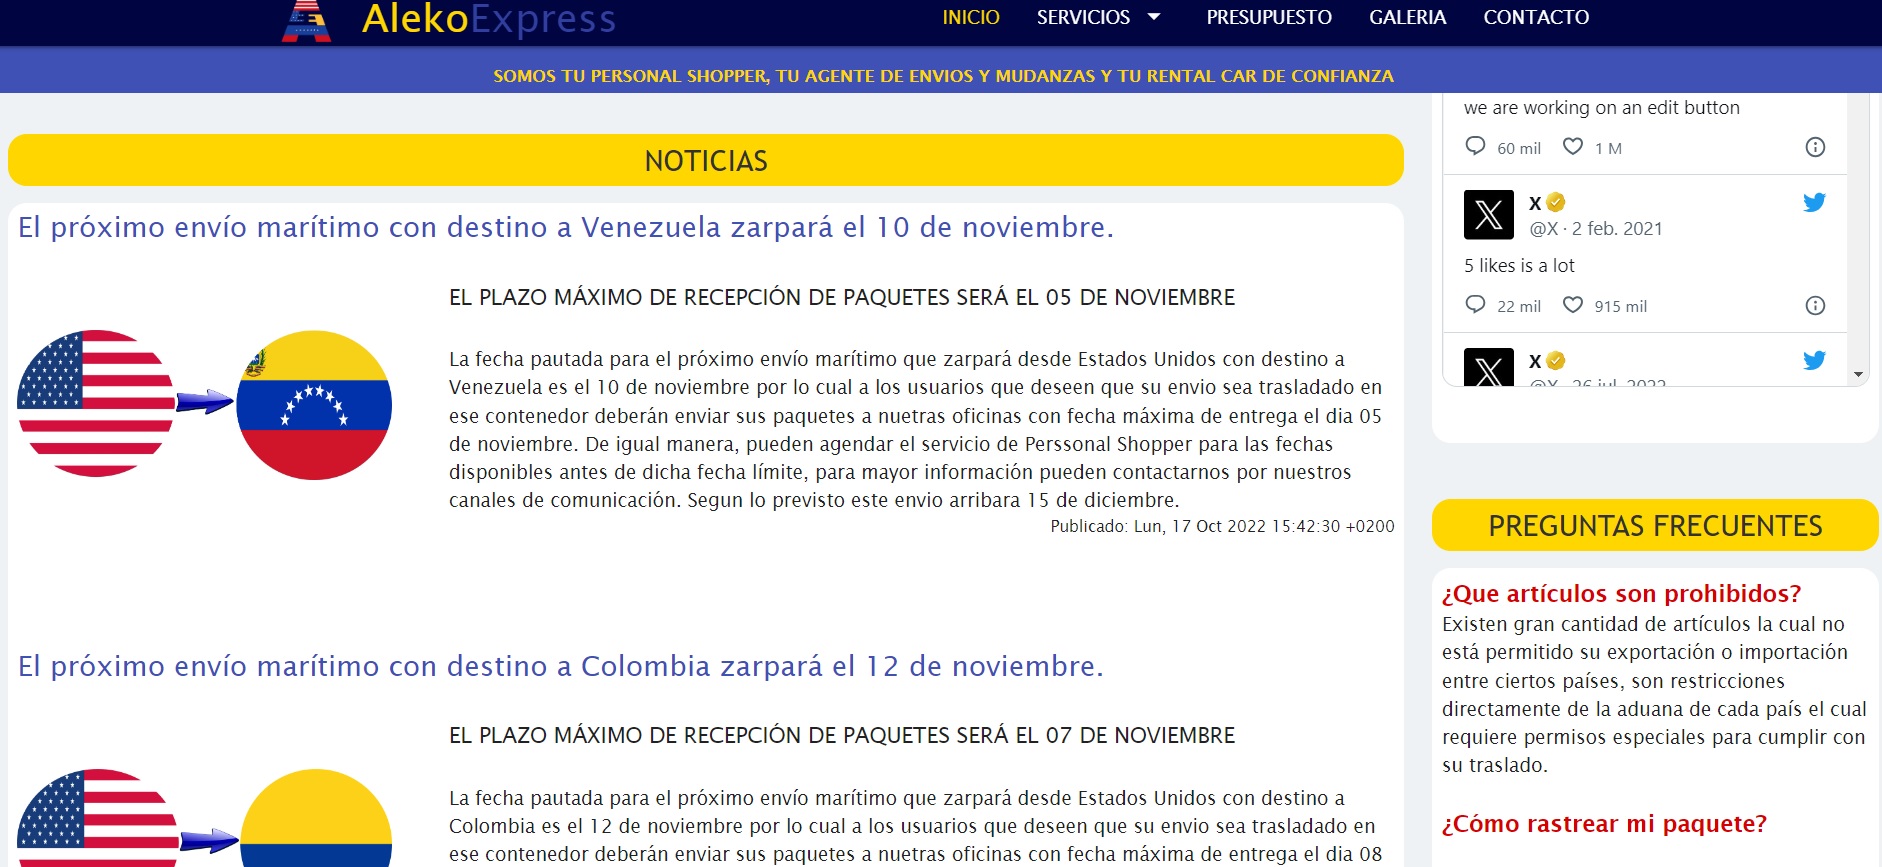 AlekoExpress
INICIO SERVICIOS PRESUPUESTO GALERIA CONTACTO
SOMOS TU PERSONAL SHOPPER, TU AGENTE DE ENVIOS Y MUDANZAS Y TU RENTAL CAR DE CONFIANZA
NOTICIAS
El próximo envío marítimo con destino a Venezuela zarpará el 10 de noviembre.
EL PLAZO MÁXIMO DE RECEPCIÓN DE PAQUETES SERÁ EL 05 DE NOVIEMBRE
La fecha pautada para el próximo envío marítimo que zarpará desde Estados Unidos con destino a
Venezuela es el 10 de noviembre por lo cual a los usuarios que deseen que su envio sea trasladado en
ese contenedor deberán enviar sus paquetes a nuetras oficinas con fecha máxima de entrega el dia 05
de noviembre. De igual manera, pueden agendar el servicio de Perssonal Shopper para las fechas
disponibles antes de dicha fecha límite, para mayor información pueden contactarnos por nuestros
canales de comunicación. Segun lo previsto este envio arribara 15 de diciembre.
Publicado: Lun, 17 Oct 2022 15:42:30 +0200
El próximo envío marítimo con destino a Colombia zarpará el 12 de noviembre.
EL PLAZO MÁXIMO DE RECEPCIÓN DE PAQUETES SERÁ EL 07 DE NOVIEMBRE
La fecha pautada para el próximo envío marítimo que zarpará desde Estados Unidos con destino a
Colombia es el 12 de noviembre por lo cual a los usuarios que deseen que su envio sea trasladado en
ese contenedor deberán enviar sus paquetes a nuetras oficinas con fecha máxima de entrega el dia 08
we are working on an edit button
60 mil 1 M
X
@X · 2 feb. 2021
5 likes is a lot
22 mil 915 mil
X
@X · 26 jul. 2022
PREGUNTAS FRECUENTES
¿Que artículos son prohibidos?
Existen gran cantidad de artículos la cual no
está permitido su exportación o importación
entre ciertos países, son restricciones
directamente de la aduana de cada país el cual
requiere permisos especiales para cumplir con
su traslado.
¿Cómo rastrear mi paquete?